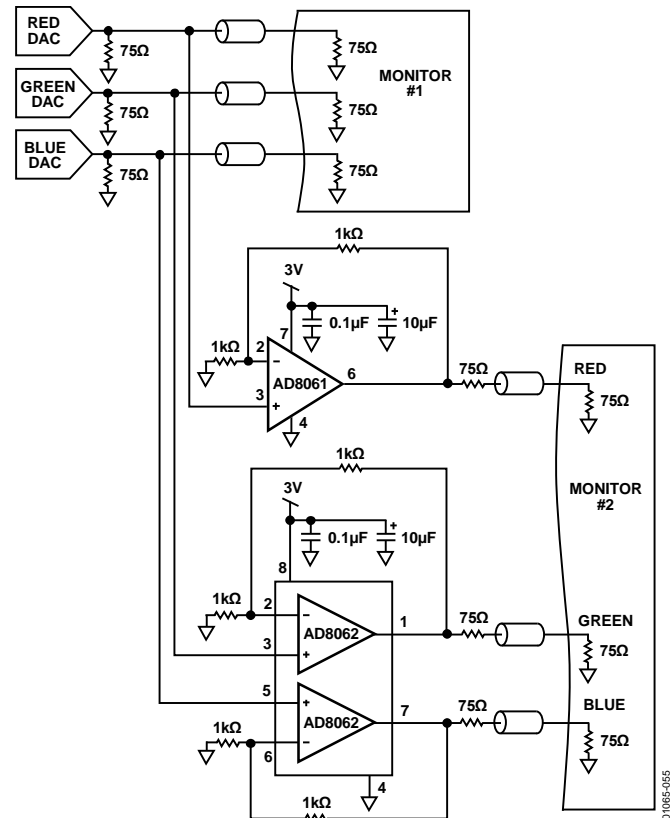 RED
DAC
75Ω
75Ω
MONITOR
#1
GREEN
DAC
75Ω
75Ω
BLUE
DAC
75Ω
75Ω
1kΩ
3V
0.1µF
+
10µF
7
1kΩ
2
−
AD8061
6
3
+
4
75Ω
RED
75Ω
MONITOR
#2
1kΩ
3V
0.1µF
+
10µF
8
1kΩ
2
−
AD8062
1
3
+
75Ω
GREEN
75Ω
5
+
AD8062
7
1kΩ
−
6
75Ω
BLUE
75Ω
4
1kΩ
01065-055